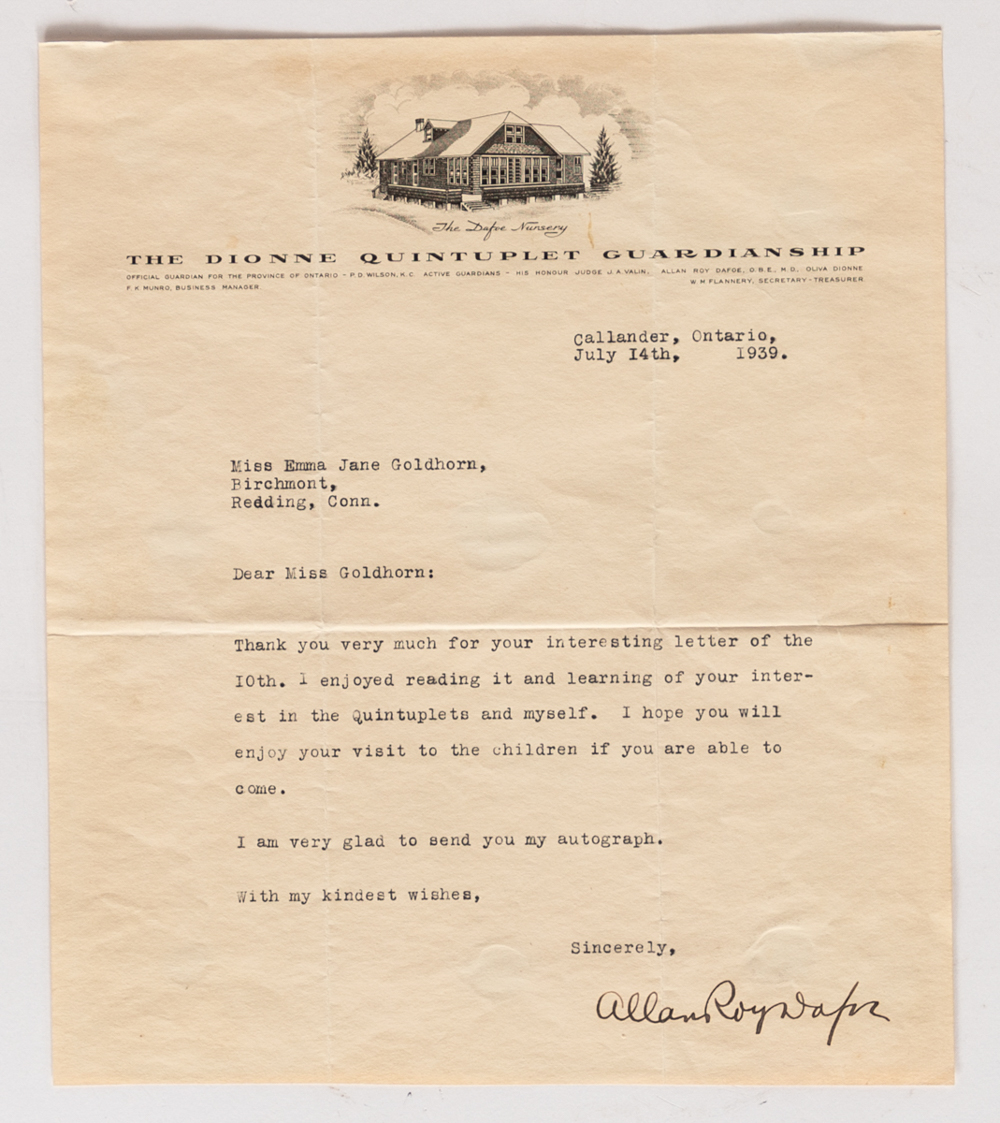 The Dafoe Nursery
THE DIONNE QUINTUPLET GUARDIANSHIP
OFFICIAL GUARDIAN FOR THE PROVINCE OF ONTARIO - P.D. WILSON, K.C. ACTIVE GUARDIANS - HIS HONOUR JUDGE J.A. VALIN, ALLAN ROY DAFOE, O.B.E., M.D., OLIVA DIONNE
F. K. MUNRO, BUSINESS MANAGER. W. M. FLANNERY, SECRETARY-TREASURER.
Callander, Ontario,
July 14th, 1939.
Miss Emma Jane Goldhorn,
Birchmont,
Redding, Conn.
Dear Miss Goldhorn:
Thank you very much for your interesting letter of the
10th. I enjoyed reading it and learning of your inter-
est in the Quintuplets and myself. I hope you will
enjoy your visit to the children if you are able to
come.
I am very glad to send you my autograph.
With my kindest wishes,
Sincerely,
Allan Roy Dafoe